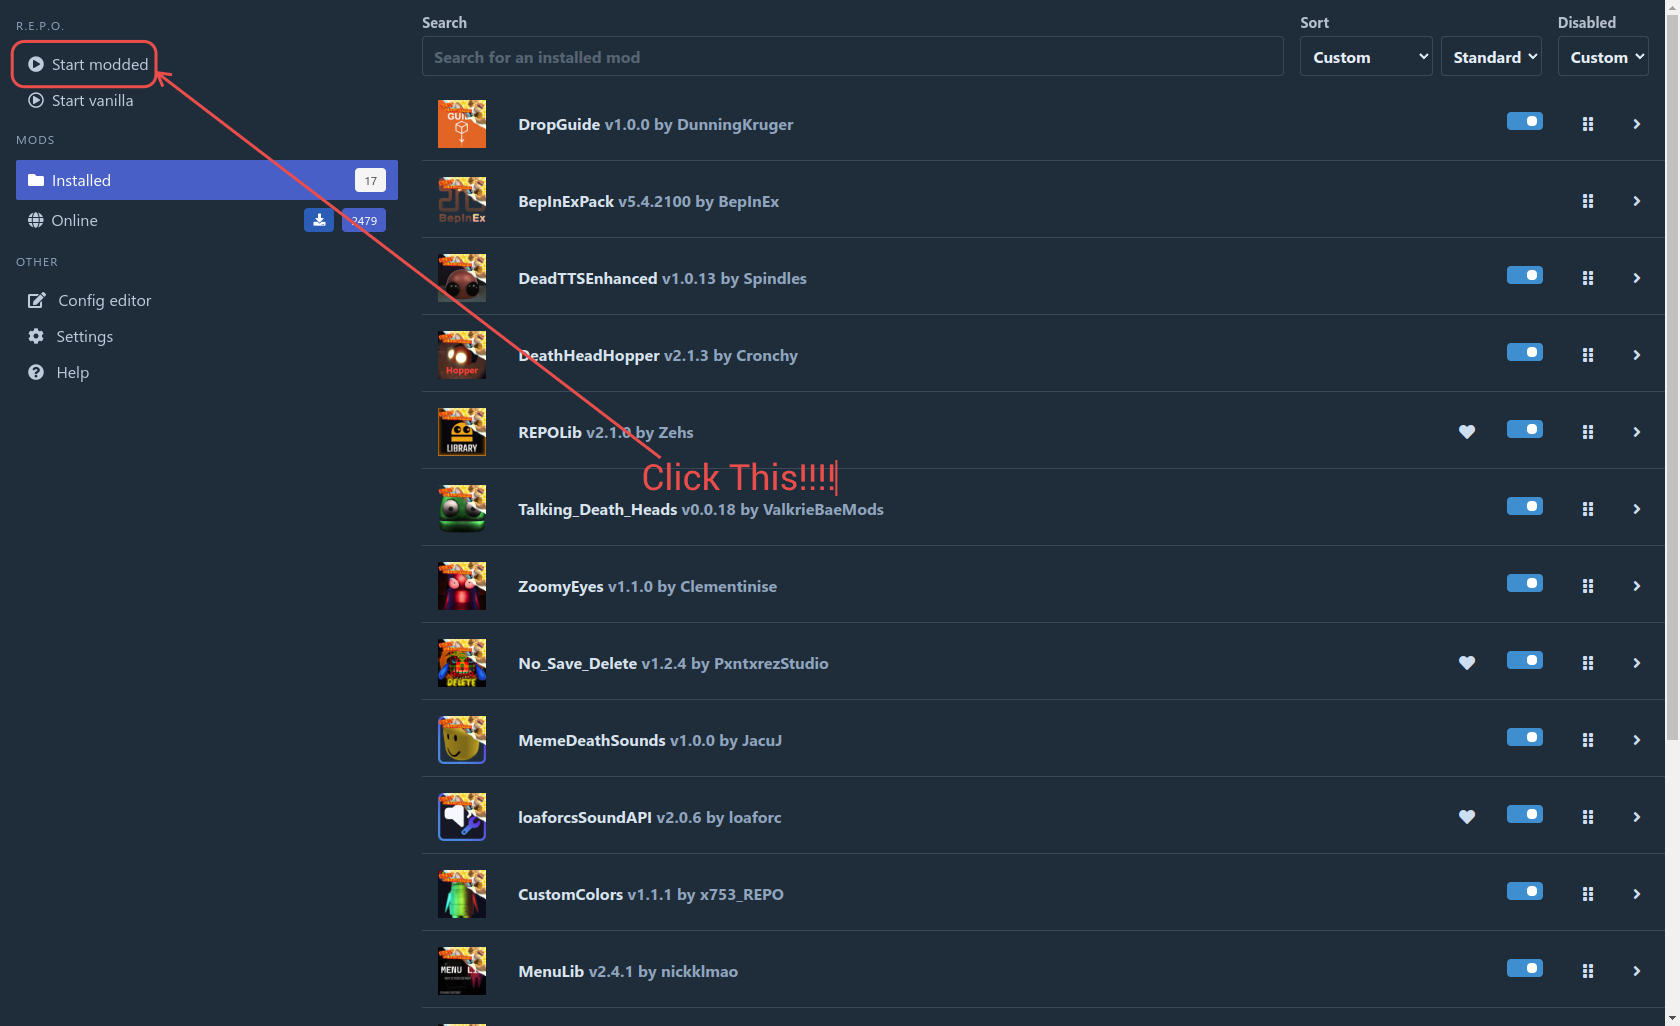 R.E.P.O.
Start modded
Start vanilla
MODS
Installed 17
Online 2479
OTHER
Config editor
Settings
Help
Search
Search for an installed mod
Sort
Custom
Standard
Disabled
Custom
DropGuide v1.0.0 by DunningKruger
BepInEx
BepInExPack v5.4.2100 by BepInEx
DeadTTSEnhanced v1.0.13 by Spindles
Hopper
DeathHeadHopper v2.1.3 by Cronchy
LIBRARY
REPOLib v2.1.0 by Zehs
Click This!!!!
Talking_Death_Heads v0.0.18 by ValkrieBaeMods
ZoomyEyes v1.1.0 by Clementinise
DELETE
No_Save_Delete v1.2.4 by PxntxrezStudio
MemeDeathSounds v1.0.0 by JacuJ
loaforcsSoundAPI v2.0.6 by loaforc
CustomColors v1.1.1 by x753_REPO
MENU
MenuLib v2.4.1 by nickklmao